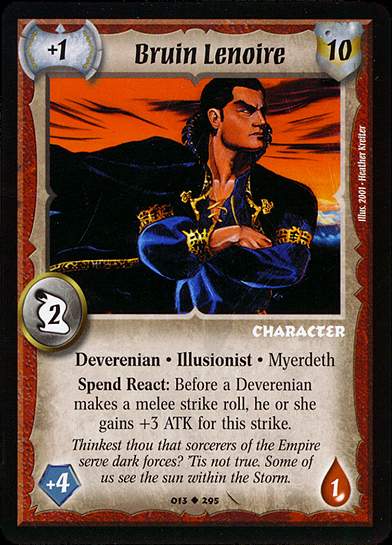 +1
Bruin Lenoire
10
Illus. 2001 • Heather Kreiter
2
CHARACTER
Deverenian • Illusionist • Myerdeth
Spend React: Before a Deverenian
makes a melee strike roll, he or she
gains +3 ATK for this strike.
Thinkest thou that sorcerers of the Empire
serve dark forces? 'Tis not true. Some of
us see the sun within the Storm.
+4
013 ◆ 295
1